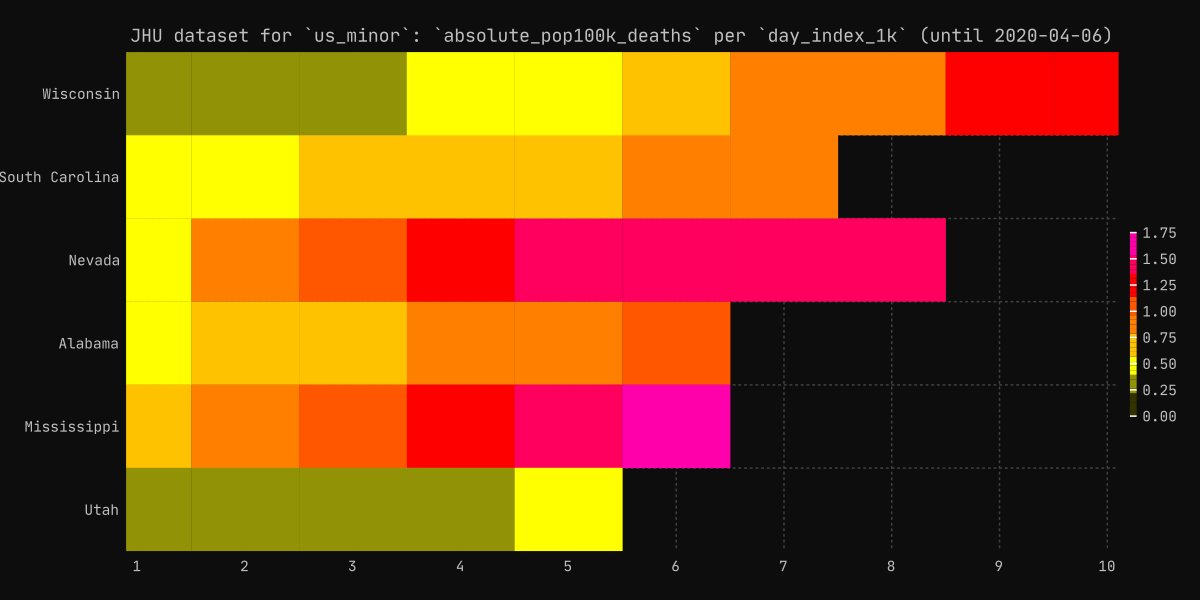 JHU dataset for `us_minor`: `absolute_pop100k_deaths` per `day_index_1k` (until 2020-04-06)
Wisconsin
South Carolina
Nevada
Alabama
Mississippi
Utah
1 2 3 4 5 6 7 8 9 10
1.75
1.50
1.25
1.00
0.75
0.50
0.25
0.00